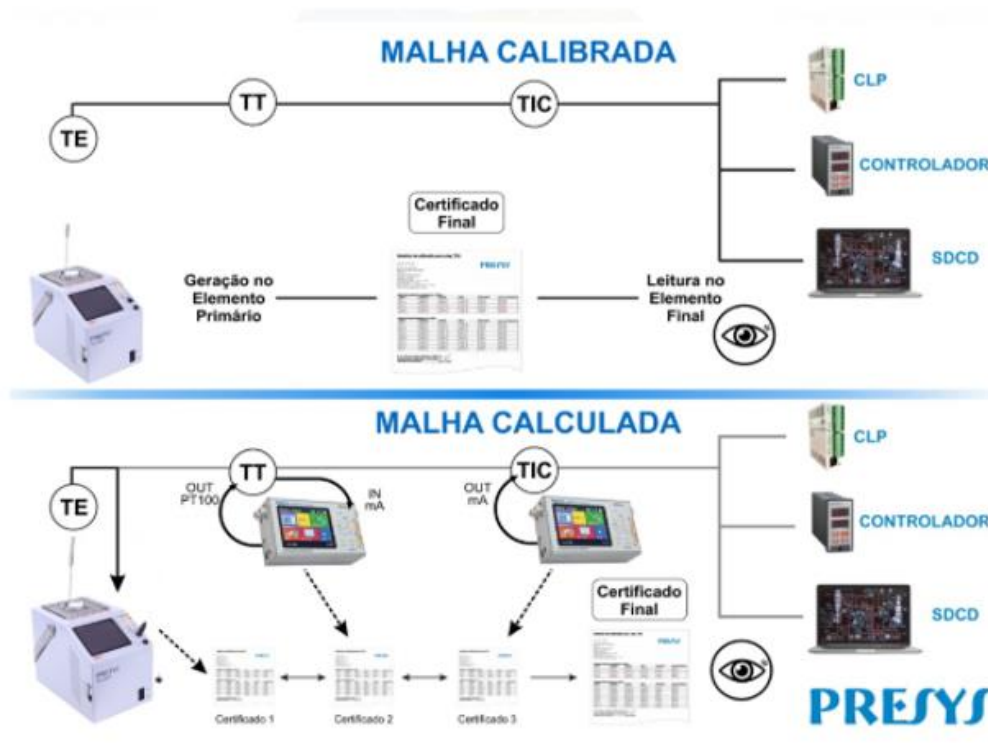 MALHA CALIBRADA
TE
TT
TIC
CLP
CONTROLADOR
SDCD
Certificado
Final
PRESYS
Geração no
Elemento
Primário
Leitura no
Elemento
Final
MALHA CALCULADA
TE
TT
OUT
PT100
IN
mA
TIC
OUT
mA
CLP
CONTROLADOR
SDCD
Certificado
Final
Certificado 1
Certificado 2
Certificado 3
PRESYS